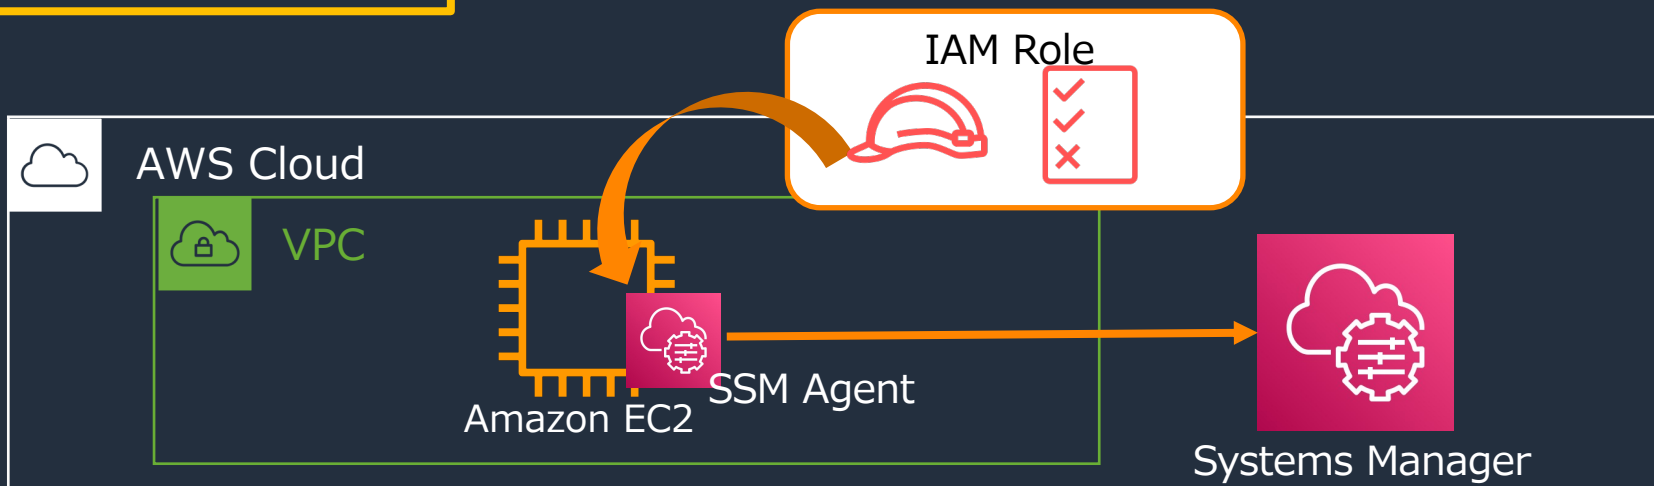 IAM Role
AWS Cloud
VPC
SSM Agent
Amazon EC2
Systems Manager